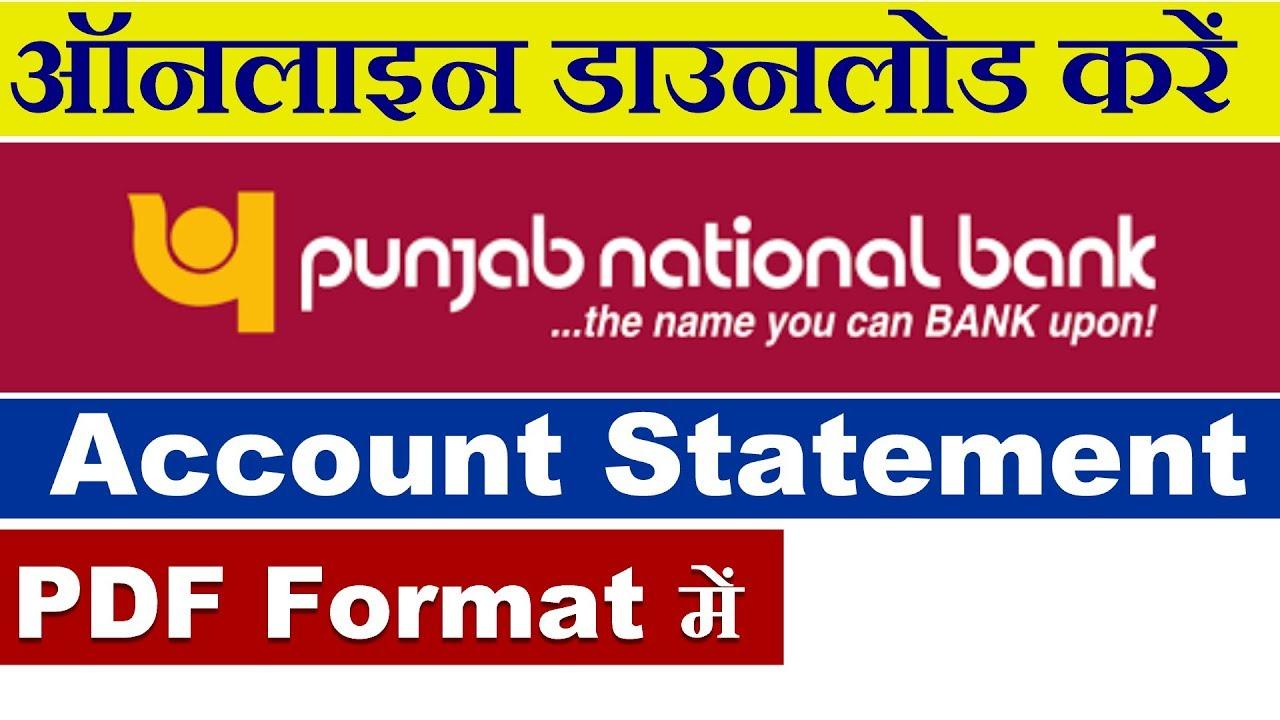 ऑनलाइन डाउनलोड करें
punjab national bank
...the name you can BANK upon!
Account Statement
PDF Format में